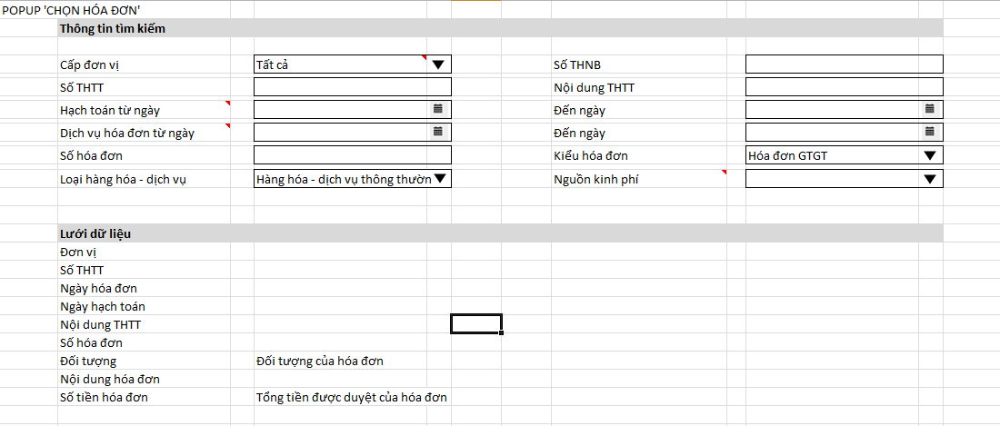 POPUP 'CHỌN HÓA ĐƠN'
Thông tin tìm kiếm
Cấp đơn vị Tất cả Số THNB
Số THTT Nội dung THTT
Hạch toán từ ngày Đến ngày
Dịch vụ hóa đơn từ ngày Đến ngày
Số hóa đơn Kiểu hóa đơn Hóa đơn GTGT
Loại hàng hóa - dịch vụ Hàng hóa - dịch vụ thông thườn Nguồn kinh phí
Lưới dữ liệu
Đơn vị
Số THTT
Ngày hóa đơn
Ngày hạch toán
Nội dung THTT
Số hóa đơn
Đối tượng Đối tượng của hóa đơn
Nội dung hóa đơn
Số tiền hóa đơn Tổng tiền được duyệt của hóa đơn